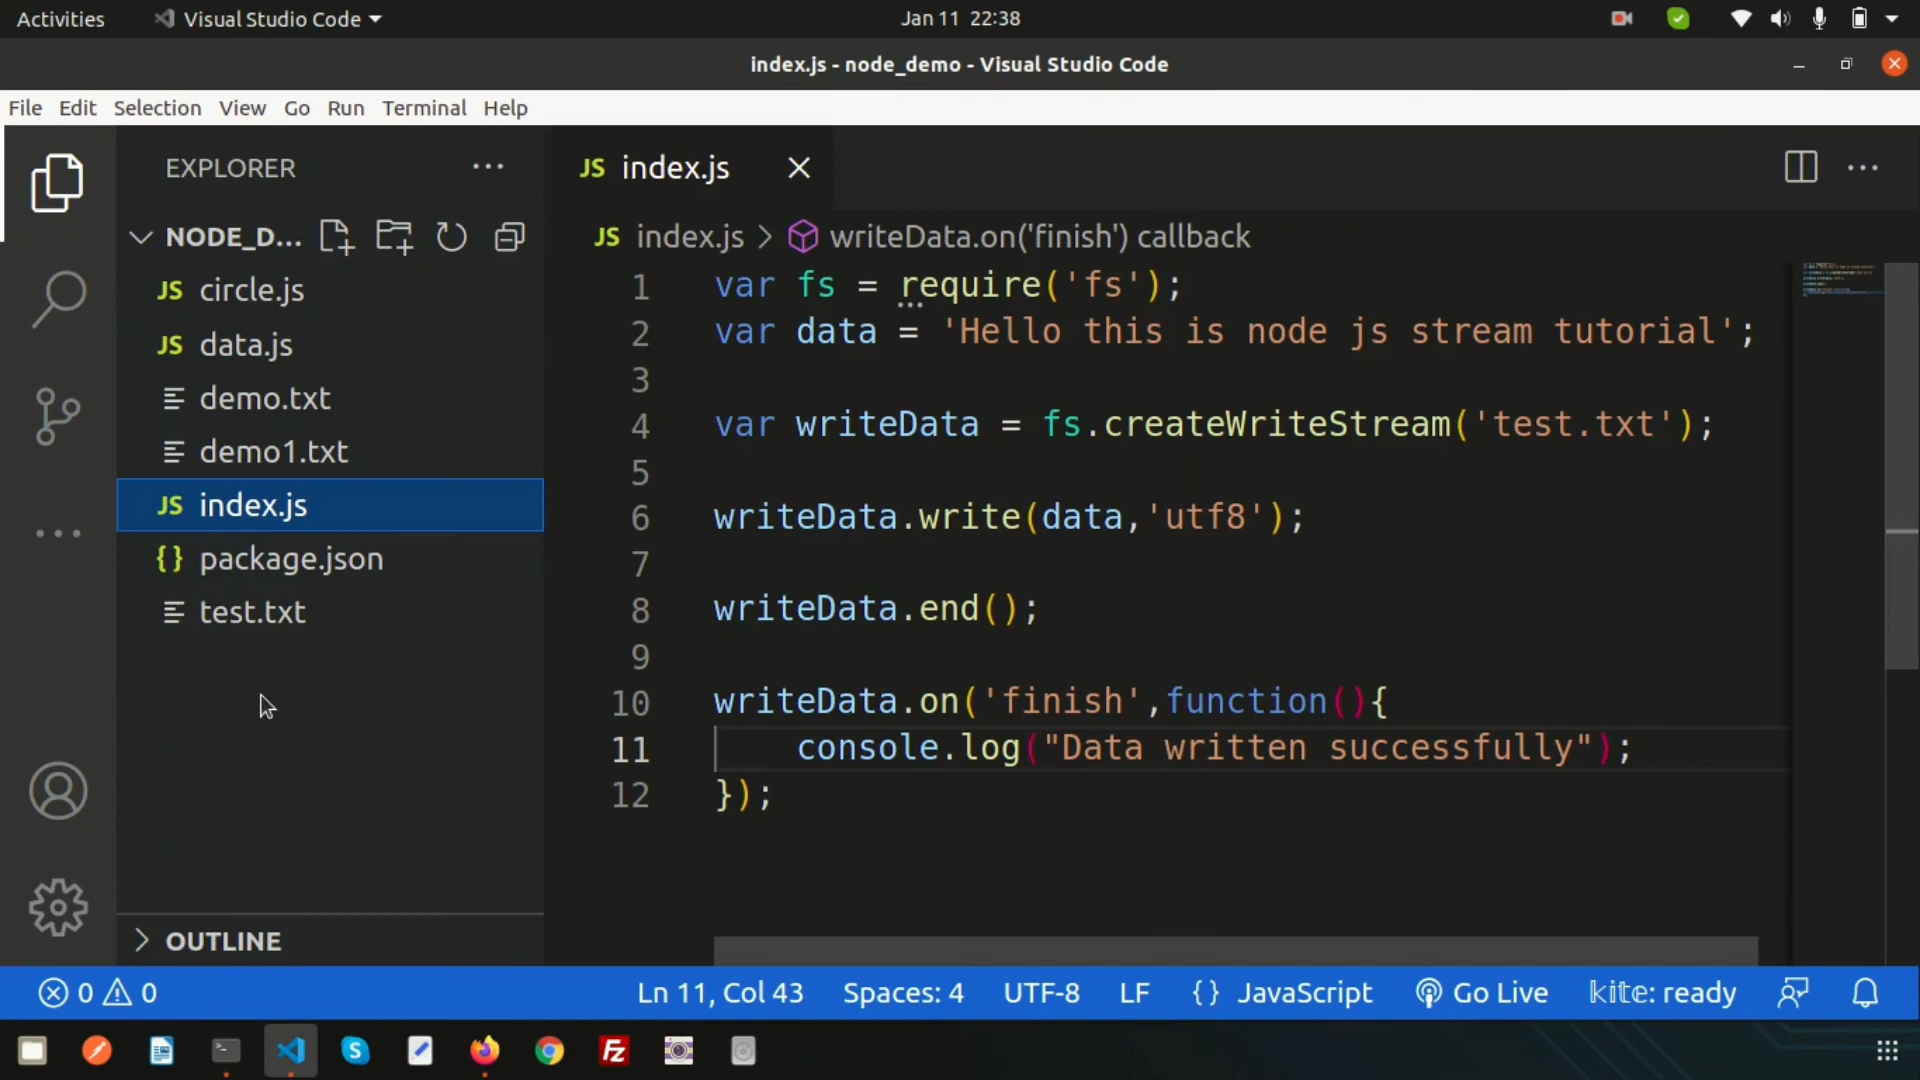 Activities
Visual Studio Code
Jan 11 22:38
index.js - node_demo - Visual Studio Code
File Edit Selection View Go Run Terminal Help
EXPLORER
NODE_D...
JS circle.js
JS data.js
demo.txt
demo1.txt
JS index.js
{} package.json
test.txt
OUTLINE
JS index.js
JS index.js > writeData.on('finish') callback
1 var fs = require('fs');
2 var data = 'Hello this is node js stream tutorial';
3
4 var writeData = fs.createWriteStream('test.txt');
5
6 writeData.write(data,'utf8');
7
8 writeData.end();
9
10 writeData.on('finish',function(){
11 console.log("Data written successfully");
12 });
0 0
Ln 11, Col 43
Spaces: 4
UTF-8
LF
{} JavaScript
Go Live
kite: ready